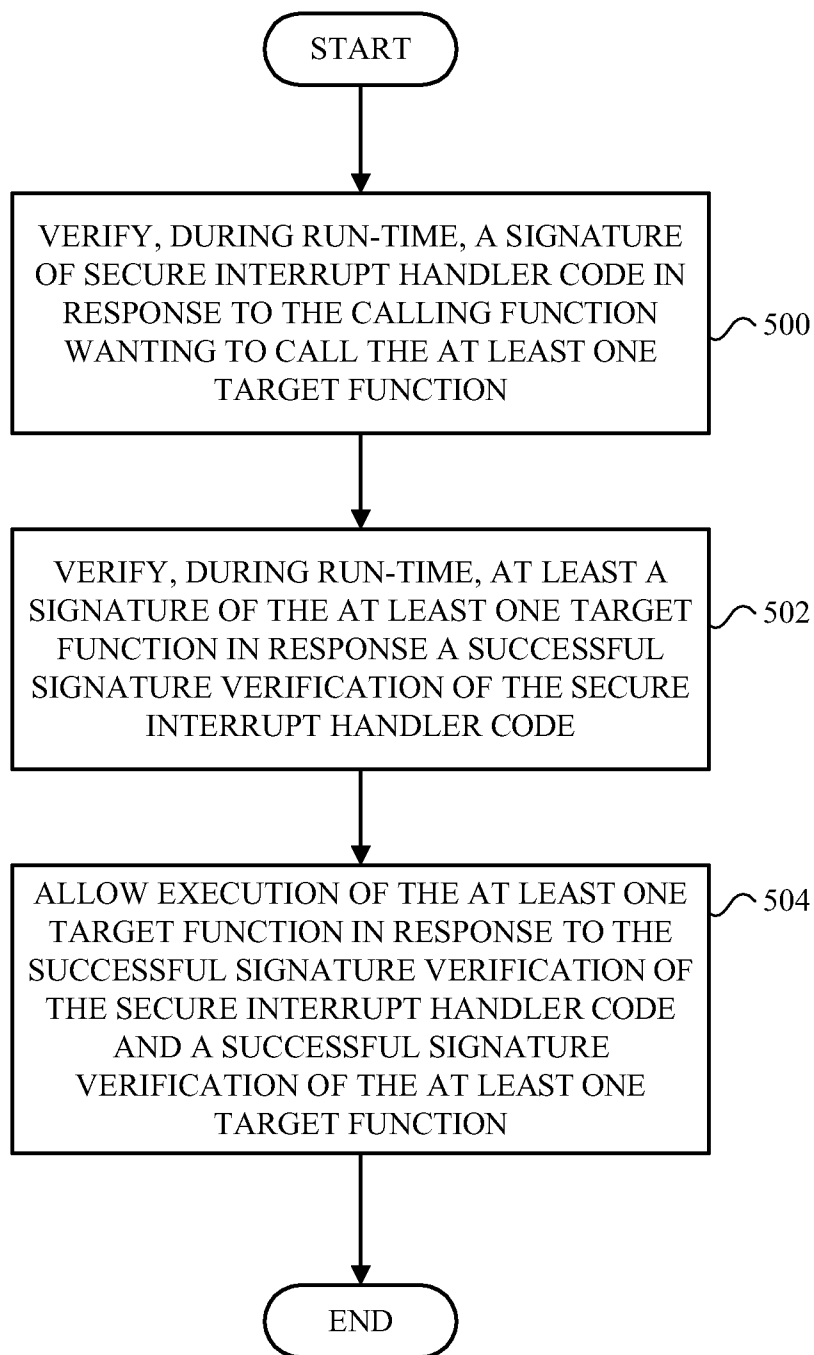 START
VERIFY, DURING RUN-TIME, A SIGNATURE
OF SECURE INTERRUPT HANDLER CODE IN
RESPONSE TO THE CALLING FUNCTION
WANTING TO CALL THE AT LEAST ONE
TARGET FUNCTION
500
VERIFY, DURING RUN-TIME, AT LEAST A
SIGNATURE OF THE AT LEAST ONE TARGET
FUNCTION IN RESPONSE A SUCCESSFUL
SIGNATURE VERIFICATION OF THE SECURE
INTERRUPT HANDLER CODE
502
ALLOW EXECUTION OF THE AT LEAST ONE
TARGET FUNCTION IN RESPONSE TO THE
SUCCESSFUL SIGNATURE VERIFICATION OF
THE SECURE INTERRUPT HANDLER CODE
AND A SUCCESSFUL SIGNATURE
VERIFICATION OF THE AT LEAST ONE
TARGET FUNCTION
504
END